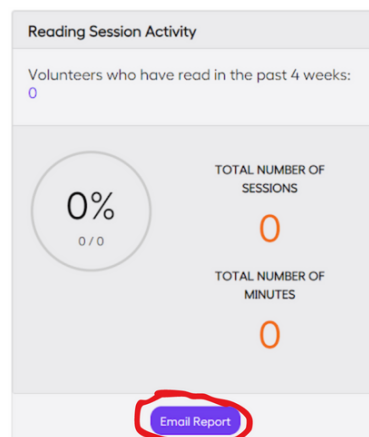 Reading Session Activity
Volunteers who have read in the past 4 weeks:
0
0%
0 / 0
TOTAL NUMBER OF
SESSIONS
0
TOTAL NUMBER OF
MINUTES
0
Email Report